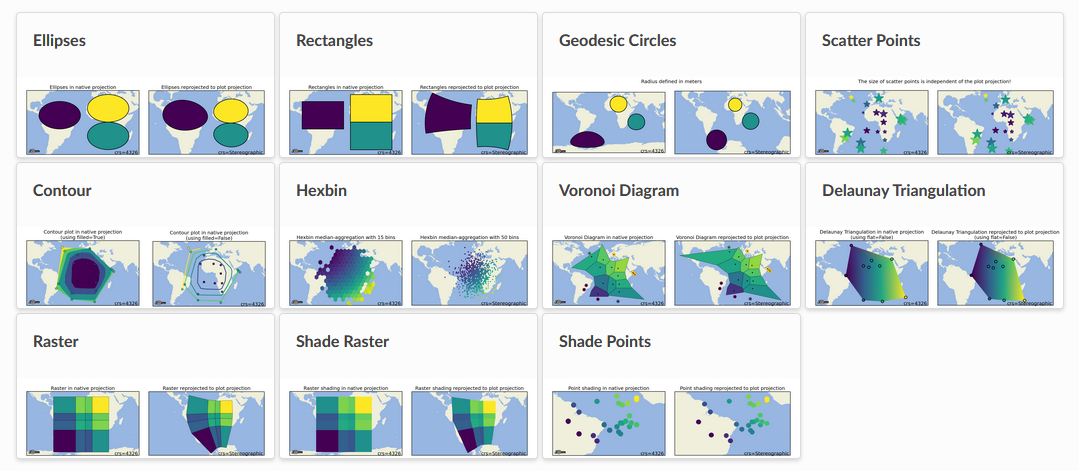 Ellipses
Ellipses in native projection
Ellipses reprojected to plot projection
crs=4326
crs=Stereographic
Rectangles
Rectangles in native projection
Rectangles reprojected to plot projection
crs=4326
crs=Stereographic
Geodesic Circles
Radius defined in meters
crs=4326
crs=Stereographic
Scatter Points
The size of scatter points is independent of the plot projection!
crs=4326
crs=Stereographic
Contour
Contour plot in native projection
(using filled=True)
Contour plot in native projection
(using filled=False)
crs=4326
crs=4326
Hexbin
Hexbin median-aggregation with 15 bins
Hexbin median-aggregation with 50 bins
crs=4326
crs=Stereographic
Voronoi Diagram
Voronoi Diagram in native projection
Voronoi Diagram reprojected to plot projection
crs=4326
crs=Stereographic
Delaunay Triangulation
Delaunay Triangulation in native projection
(using flat=False)
Delaunay Triangulation reprojected to plot projection
(using flat=False)
crs=4326
crs=Stereographic
Raster
Raster in native projection
Raster reprojected to plot projection
crs=4326
crs=Stereographic
Shade Raster
Raster shading in native projection
Raster shading reprojected to plot projection
crs=4326
crs=Stereographic
Shade Points
Point shading in native projection
Point shading reprojected to plot projection
crs=4326
crs=Stereographic